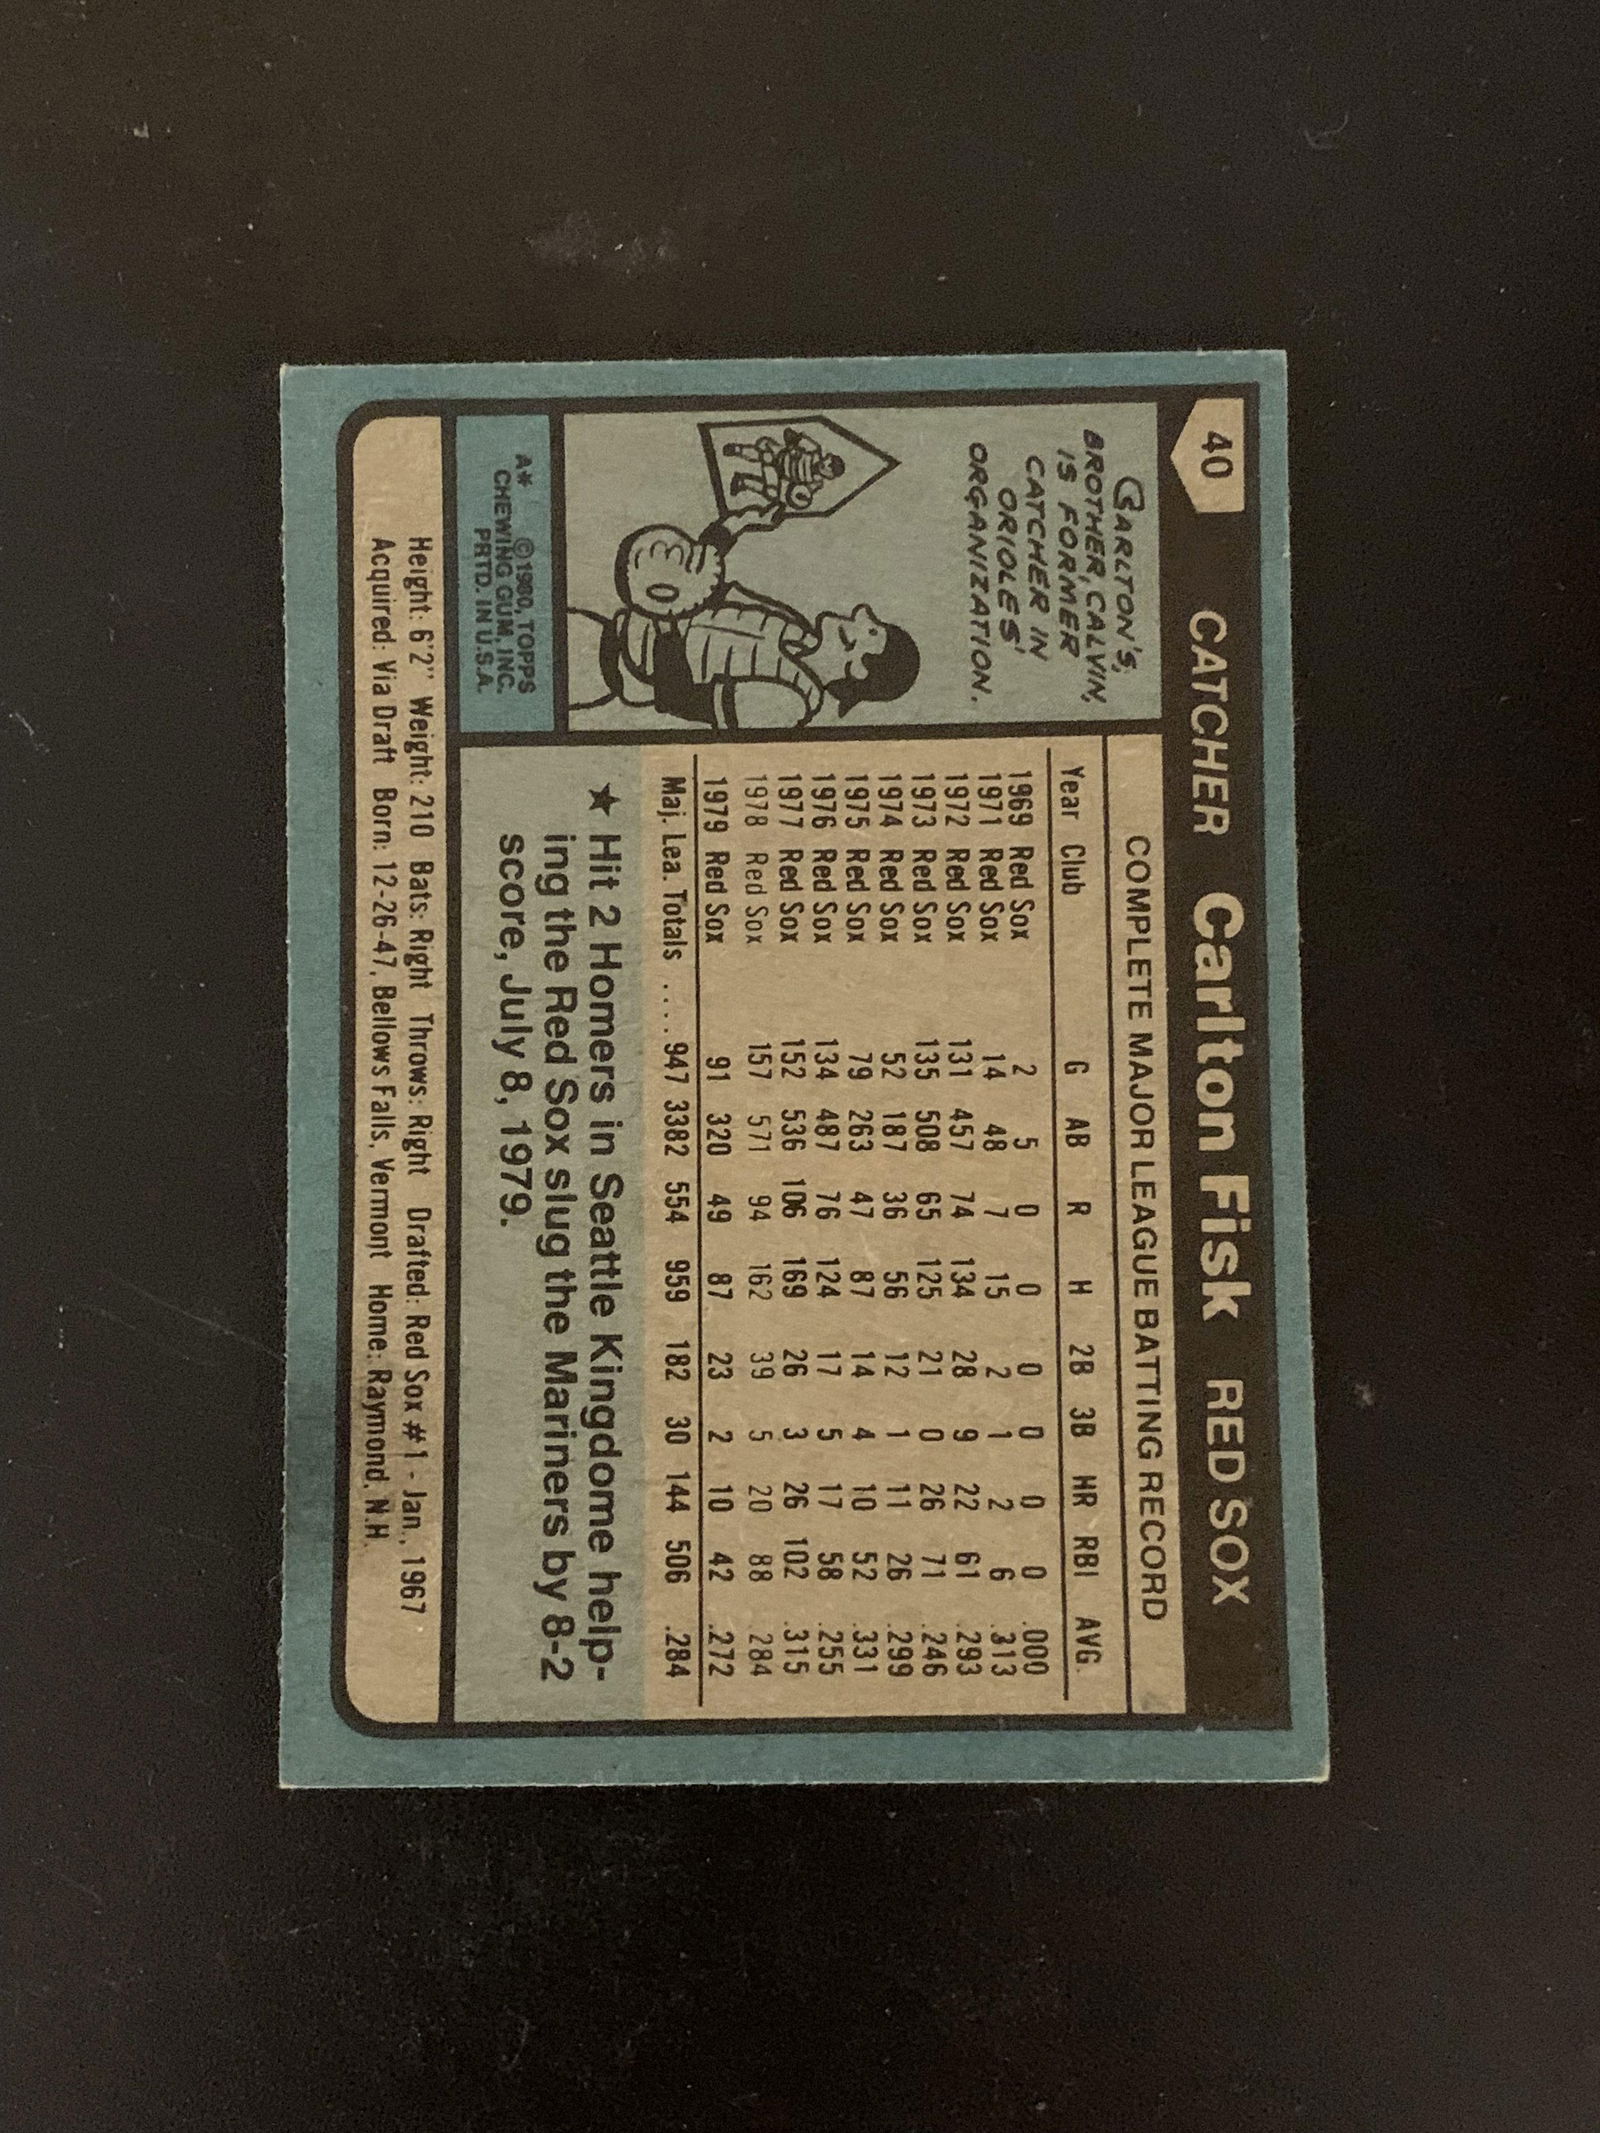 40 CATCHER Carlton Fisk RED SOX
CARLTON'S
BROTHER, CALVIN,
IS FORMER
CATCHER IN
ORIOLES'
ORGANIZATION.
A* ©1980, TOPPS
CHEWING GUM, INC.
PRTD. IN U.S.A.
COMPLETE MAJOR LEAGUE BATTING RECORD
Year Club G AB R H 2B 3B HR RBI AVG.
1969 Red Sox 2 5 0 0 0 0 0 0 .000
1971 Red Sox 14 48 7 15 2 1 2 6 .313
1972 Red Sox 131 457 74 134 28 9 22 61 .293
1973 Red Sox 135 508 65 125 21 0 26 71 .246
1974 Red Sox 52 187 36 56 12 1 11 26 .299
1975 Red Sox 79 263 47 87 14 4 10 52 .331
1976 Red Sox 134 487 76 124 17 5 17 58 .255
1977 Red Sox 152 536 106 169 26 3 26 102 .315
1978 Red Sox 157 571 94 162 39 5 20 88 .284
1979 Red Sox 91 320 49 87 23 2 10 42 .272
Maj. Lea. Totals .....947 3382 554 959 182 30 144 506 .284
★ Hit 2 Homers in Seattle Kingdome help-
ing the Red Sox slug the Mariners by 8-2
score, July 8, 1979.
Height: 6'2" Weight: 210 Bats: Right Throws: Right Drafted: Red Sox #1 - Jan., 1967
Acquired: Via Draft Born: 12-26-47, Bellows Falls, Vermont Home: Raymond, N.H.